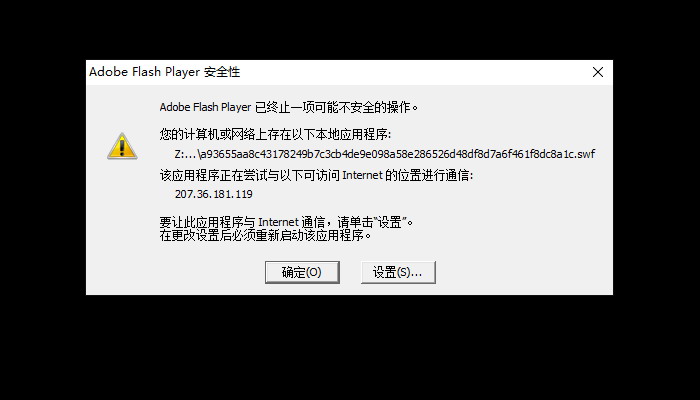 Adobe Flash Player 安全性
Adobe Flash Player 已终止一项可能不安全的操作。
您的计算机或网络上存在以下本地应用程序:
Z:...\a93655aa8c43178249b7c3cb4de9e098a58e286526d48df8d7a6f461f8dc8a1c.swf
该应用程序正在尝试与以下可访问 Internet 的位置进行通信:
207.36.181.119
要让此应用程序与 Internet 通信，请单击“设置”。
在更改设置后必须重新启动该应用程序。
确定(O) 设置(S)...